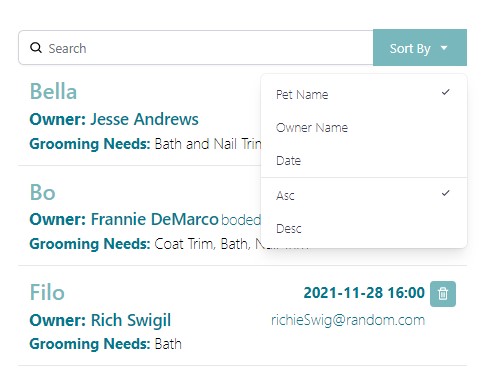 Search
Sort By
Pet Name
Owner Name
Date
Asc
Desc
Bella
Owner: Jesse Andrews
Grooming Needs: Bath and Nail Trim
Bo
Owner: Frannie DeMarco boded
Grooming Needs: Coat Trim, Bath, Nail Trim
Filo
2021-11-28 16:00
Owner: Rich Swigil
richieSwig@random.com
Grooming Needs: Bath